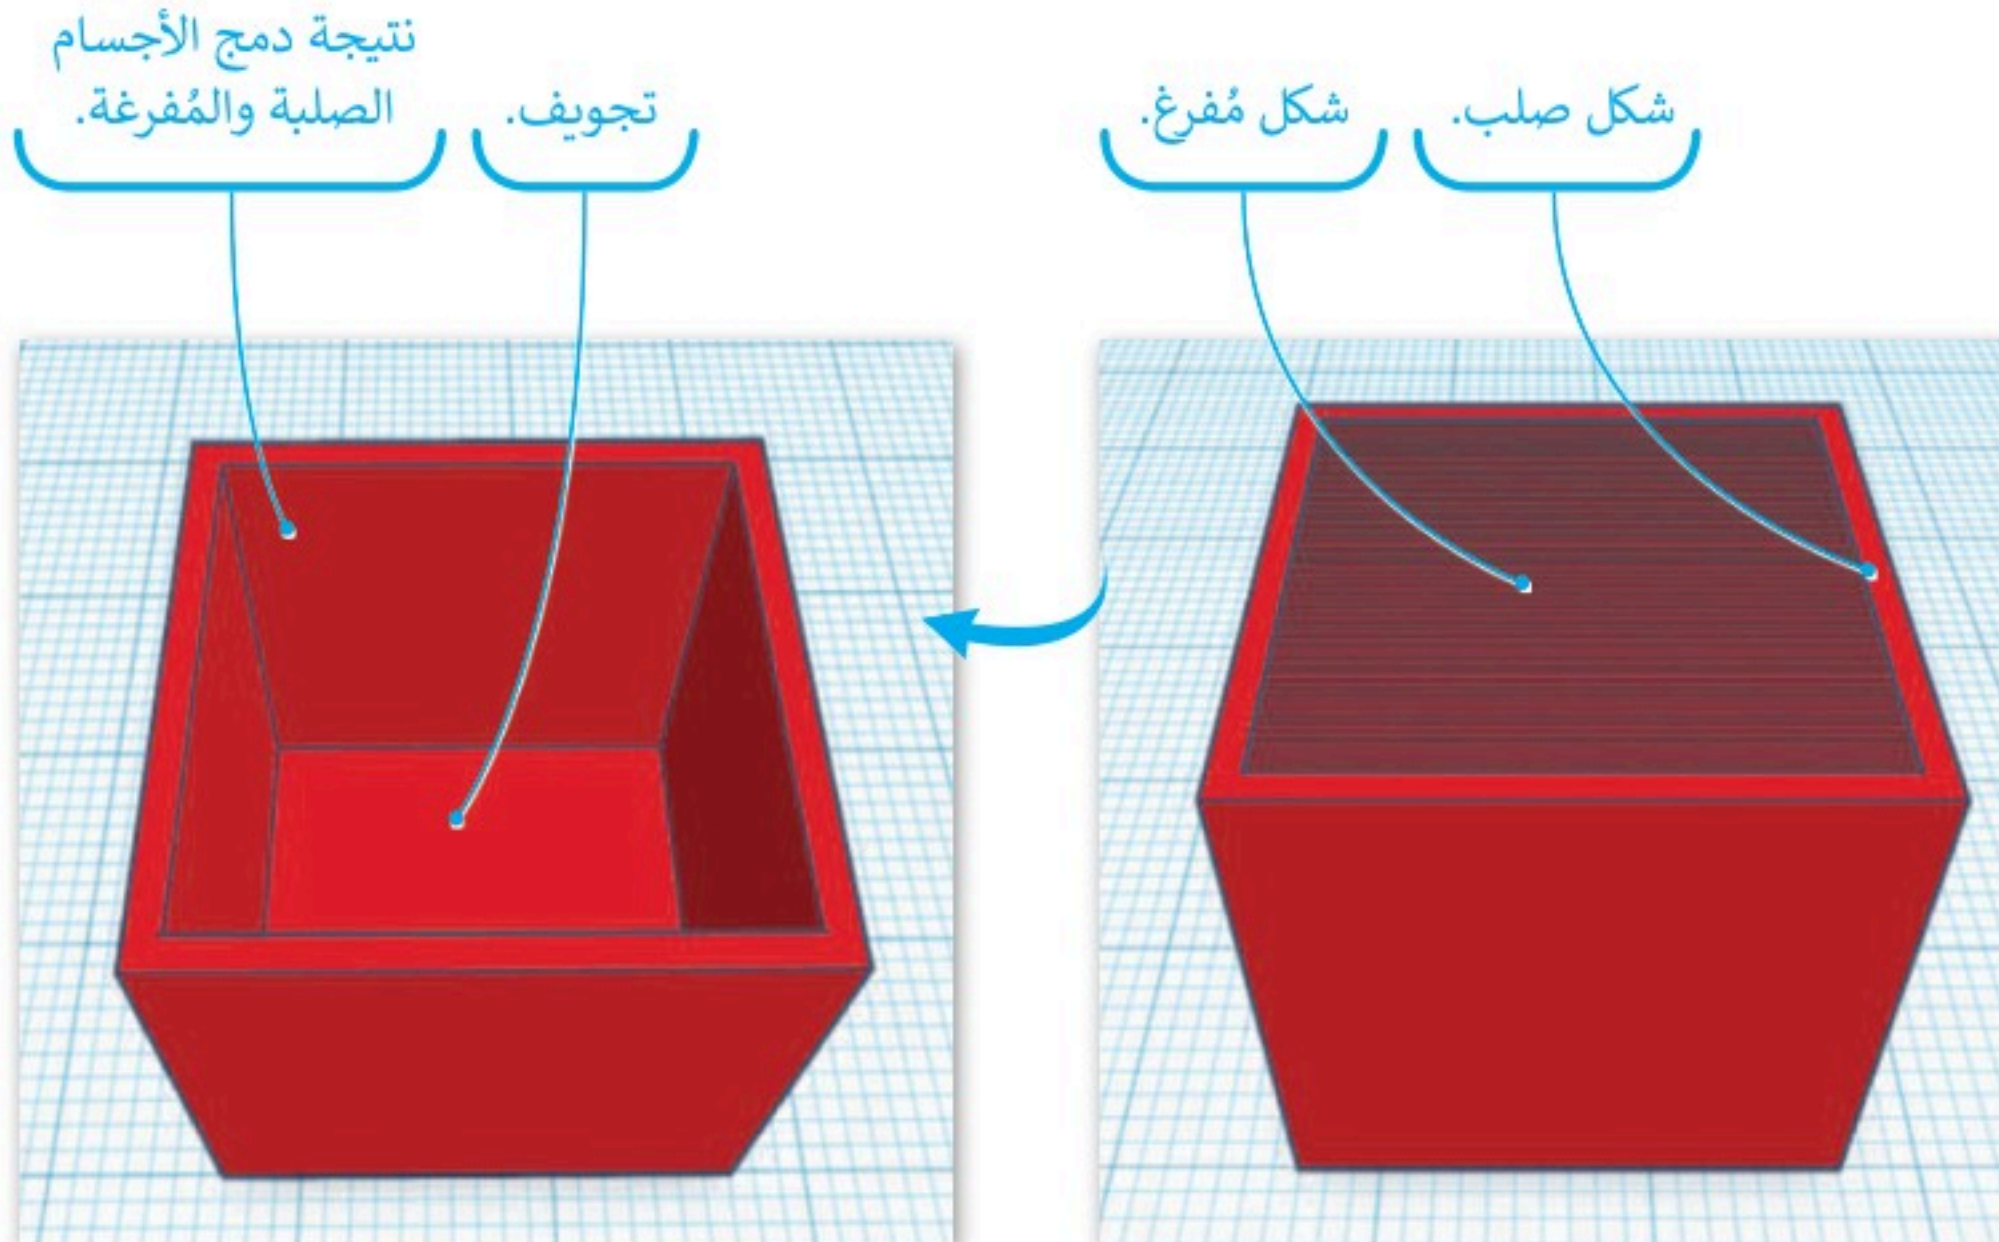 شكل صلب.
شكل مُفرغ.
تجويف.
نتيجة دمج الأجسام
الصلبة والمُفرغة.